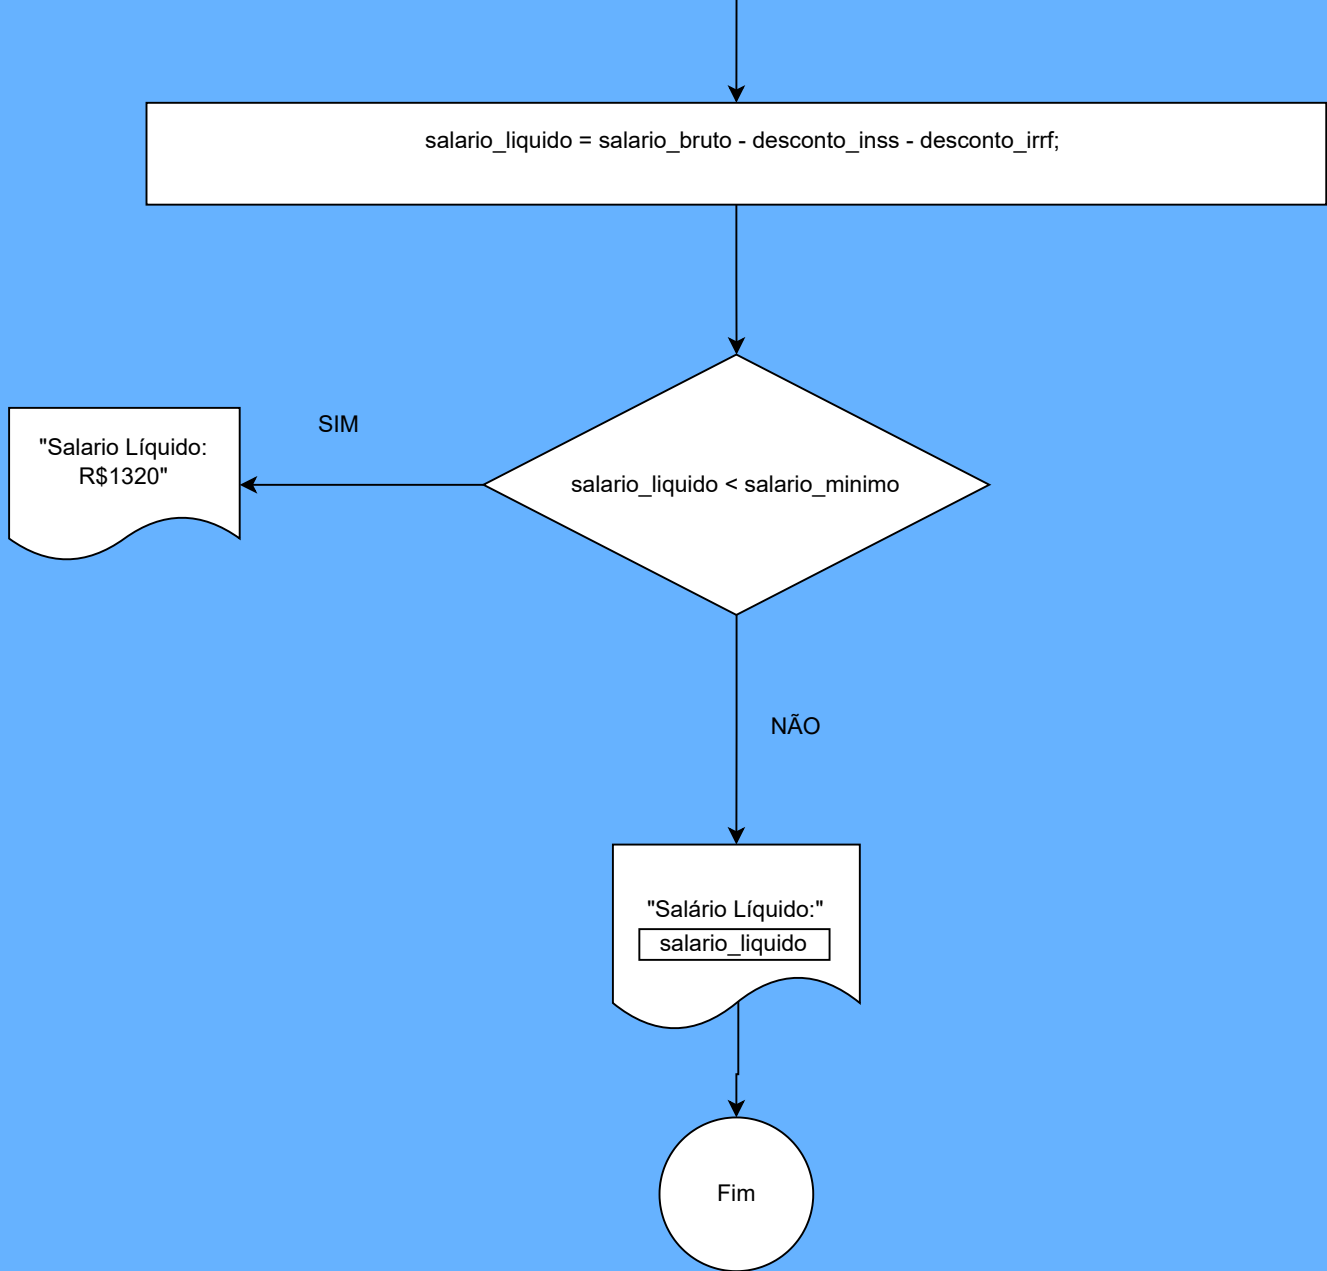 salario_liquido = salario_bruto - desconto_inss - desconto_irrf;
SIM
"Salario Líquido:
R$1320"
salario_liquido < salario_minimo
NÃO
"Salário Líquido:"
salario_liquido
Fim